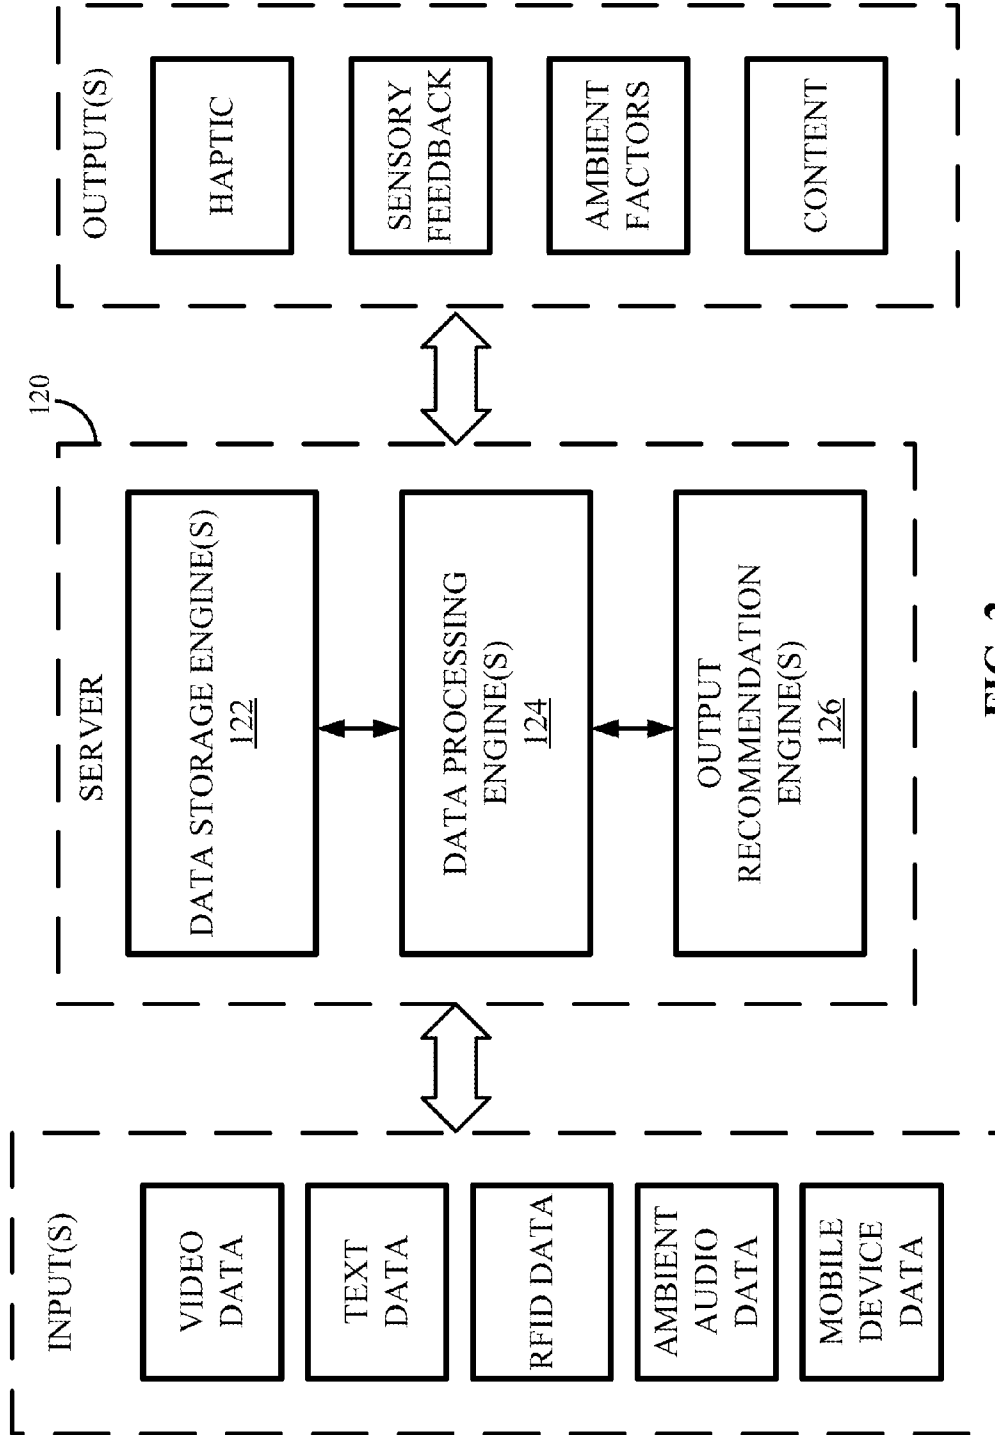 INPUT(S)
VIDEO
DATA
TEXT
DATA
RFID DATA
AMBIENT
AUDIO
DATA
MOBILE
DEVICE
DATA
120
SERVER
DATA STORAGE ENGINE(S)
122
DATA PROCESSING
ENGINE(S)
124
OUTPUT
RECOMMENDATION
ENGINE(S)
126
OUTPUT(S)
HAPTIC
SENSORY
FEEDBACK
AMBIENT
FACTORS
CONTENT
FIG.